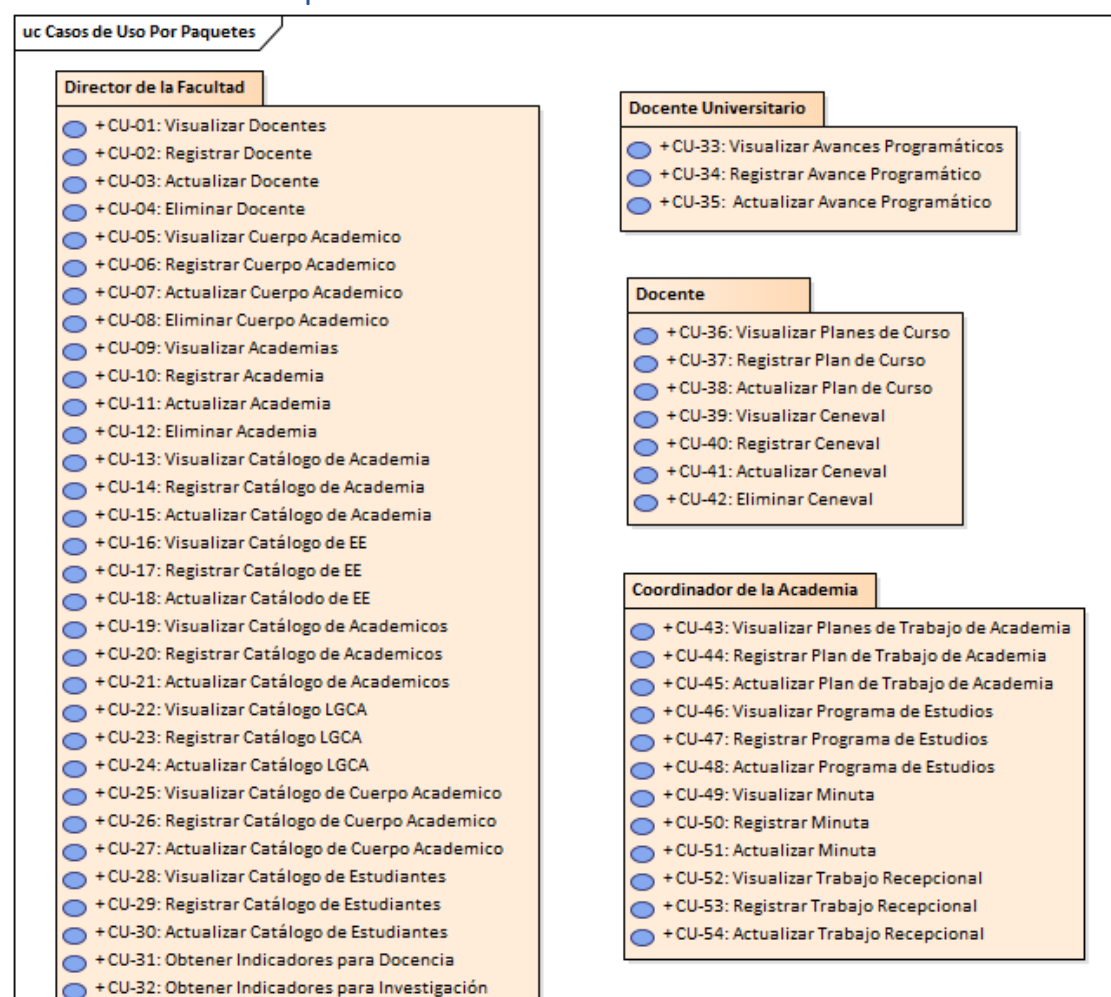 uc Casos de Uso Por Paquetes
Director de la Facultad
+CU-01: Visualizar Docentes
+CU-02: Registrar Docente
+CU-03: Actualizar Docente
+CU-04: Eliminar Docente
+CU-05: Visualizar Cuerpo Academico
+CU-06: Registrar Cuerpo Academico
+CU-07: Actualizar Cuerpo Academico
+CU-08: Eliminar Cuerpo Academico
+CU-09: Visualizar Academias
+CU-10: Registrar Academia
+CU-11: Actualizar Academia
+CU-12: Eliminar Academia
+CU-13: Visualizar Catálogo de Academia
+CU-14: Registrar Catálogo de Academia
+CU-15: Actualizar Catálogo de Academia
+CU-16: Visualizar Catálogo de EE
+CU-17: Registrar Catálogo de EE
+CU-18: Actualizar Catálodo de EE
+CU-19: Visualizar Catálogo de Academicos
+CU-20: Registrar Catálogo de Academicos
+CU-21: Actualizar Catálogo de Academicos
+CU-22: Visualizar Catálogo LGCA
+CU-23: Registrar Catálogo LGCA
+CU-24: Actualizar Catálogo LGCA
+CU-25: Visualizar Catálogo de Cuerpo Academico
+CU-26: Registrar Catálogo de Cuerpo Academico
+CU-27: Actualizar Catálogo de Cuerpo Academico
+CU-28: Visualizar Catálogo de Estudiantes
+CU-29: Registrar Catálogo de Estudiantes
+CU-30: Actualizar Catálogo de Estudiantes
+CU-31: Obtener Indicadores para Docencia
+CU-32: Obtener Indicadores para Investigación
Docente Universitario
+CU-33: Visualizar Avances Programáticos
+CU-34: Registrar Avance Programático
+CU-35: Actualizar Avance Programático
Docente
+CU-36: Visualizar Planes de Curso
+CU-37: Registrar Plan de Curso
+CU-38: Actualizar Plan de Curso
+CU-39: Visualizar Ceneval
+CU-40: Registrar Ceneval
+CU-41: Actualizar Ceneval
+CU-42: Eliminar Ceneval
Coordinador de la Academia
+CU-43: Visualizar Planes de Trabajo de Academia
+CU-44: Registrar Plan de Trabajo de Academia
+CU-45: Actualizar Plan de Trabajo de Academia
+CU-46: Visualizar Programa de Estudios
+CU-47: Registrar Programa de Estudios
+CU-48: Actualizar Programa de Estudios
+CU-49: Visualizar Minuta
+CU-50: Registrar Minuta
+CU-51: Actualizar Minuta
+CU-52: Visualizar Trabajo Recepcional
+CU-53: Registrar Trabajo Recepcional
+CU-54: Actualizar Trabajo Recepcional